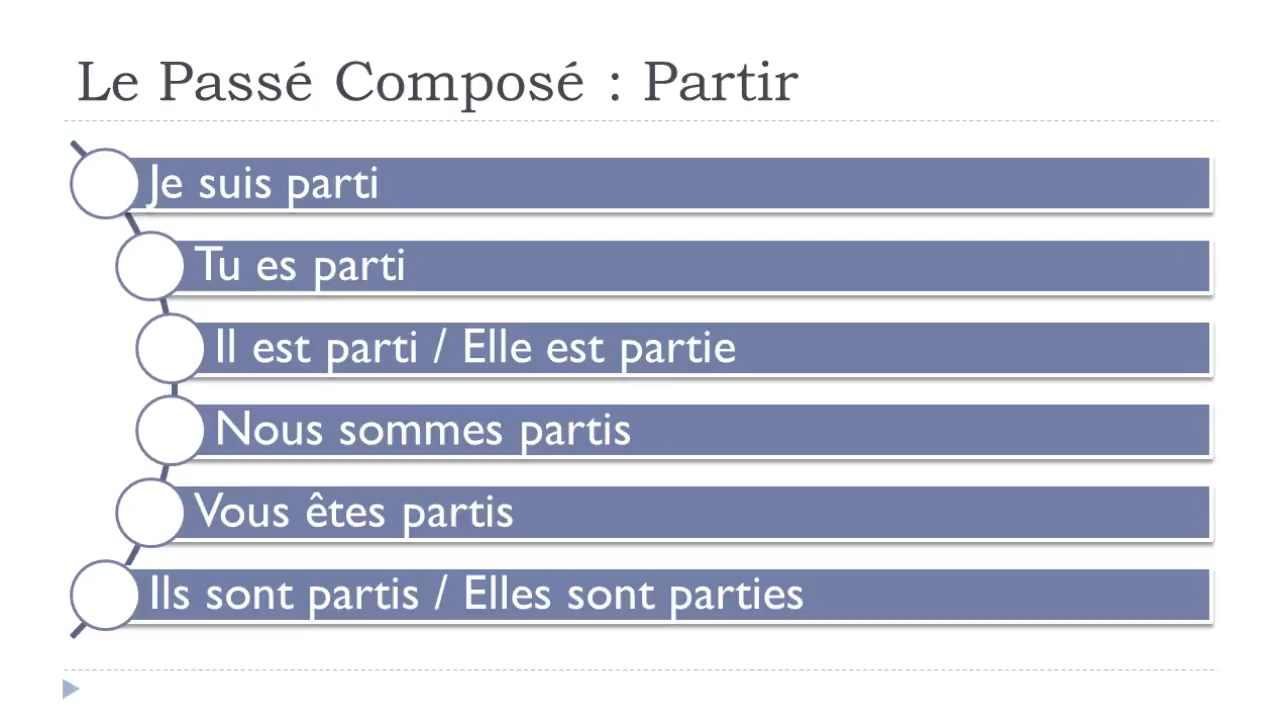 Le Passé Composé : Partir
Je suis parti
Tu es parti
Il est parti / Elle est partie
Nous sommes partis
Vous êtes partis
Ils sont partis / Elles sont parties